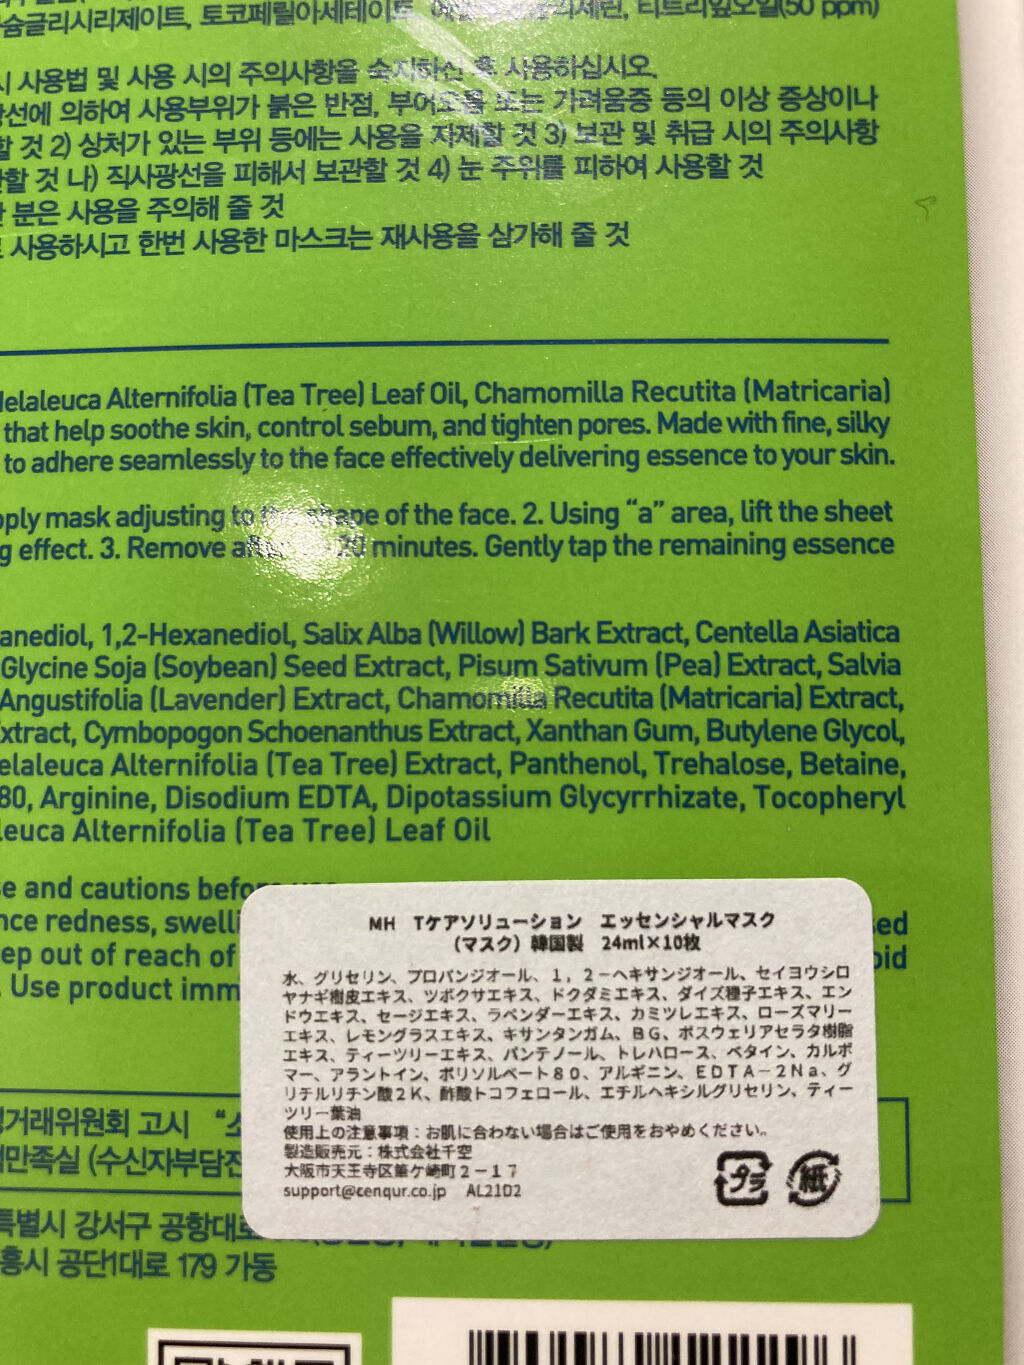 슘글리시리제이트, 토코페릴아세테이트, 티트리잎오일(50 ppm)
시 사용법 및 사용 시의 주의사항을 숙지하신 후 사용하십시오.
광선에 의하여 사용부위가 붉은 반점, 부어오름 또는 가려움증 등의 이상 증상이나
할 것 2) 상처가 있는 부위 등에는 사용을 자제할 것 3) 보관 및 취급 시의 주의사항
관할 것 나) 직사광선을 피해서 보관할 것 4) 눈 주위를 피하여 사용할 것
분은 사용을 주의해 줄 것
사용하시고 한번 사용한 마스크는 재사용을 삼가해 줄 것
elaleuca Alternifolia (Tea Tree) Leaf Oil, Chamomilla Recutita (Matricaria)
that help soothe skin, control sebum, and tighten pores. Made with fine, silky
to adhere seamlessly to the face effectively delivering essence to your skin.
pply mask adjusting to the shape of the face. 2. Using “a” area, lift the sheet
g effect. 3. Remove after 20 minutes. Gently tap the remaining essence
anediol, 1,2-Hexanediol, Salix Alba (Willow) Bark Extract, Centella Asiatica
Glycine Soja (Soybean) Seed Extract, Pisum Sativum (Pea) Extract, Salvia
Angustifolia (Lavender) Extract, Chamomilla Recutita (Matricaria) Extract,
xtract, Cymbopogon Schoenanthus Extract, Xanthan Gum, Butylene Glycol,
elaleuca Alternifolia (Tea Tree) Extract, Panthenol, Trehalose, Betaine,
80, Arginine, Disodium EDTA, Dipotassium Glycyrrhizate, Tocopheryl
leuca Alternifolia (Tea Tree) Leaf Oil
se and cautions before use
nce redness, swelli sed
ep out of reach of oid
. Use product imm
MH Tケアソリューション エッセンシャルマスク
（マスク）韓国製 24ml×10枚
水、グリセリン、プロパンジオール、１，２－ヘキサンジオール、セイヨウシロ
ヤナギ樹皮エキス、ツボクサエキス、ドクダミエキス、ダイズ種子エキス、エン
ドウエキス、セージエキス、ラベンダーエキス、カミツレエキス、ローズマリー
エキス、レモングラスエキス、キサンタンガム、ＢＧ、ボスウェリアセラタ樹脂
エキス、ティーツリーエキス、パンテノール、トレハロース、ベタイン、カルボ
マー、アラントイン、ポリソルベート８０、アルギニン、ＥＤＴＡ－２Ｎａ、グ
リチルリチン酸２Ｋ、酢酸トコフェロール、エチルヘキシルグリセリン、ティー
ツリー葉油
使用上の注意事項：お肌に合わない場合はご使用をおやめください。
製造販売元：株式会社千空
大阪市天王寺区筆ケ崎町２－１７
support@cenqur.co.jp AL21D2
プラ
紙
정거래위원회 고시 “소
객만족실 (수신자부담전
특별시 강서구 공항대로
흥시 공단1대로 179 가동